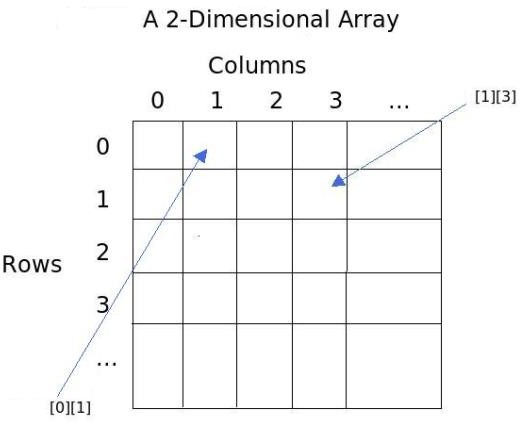 A 2-Dimensional Array
Columns
0 1 2 3 ...
[1][3]
0
1
2
Rows
3
...
[0][1]